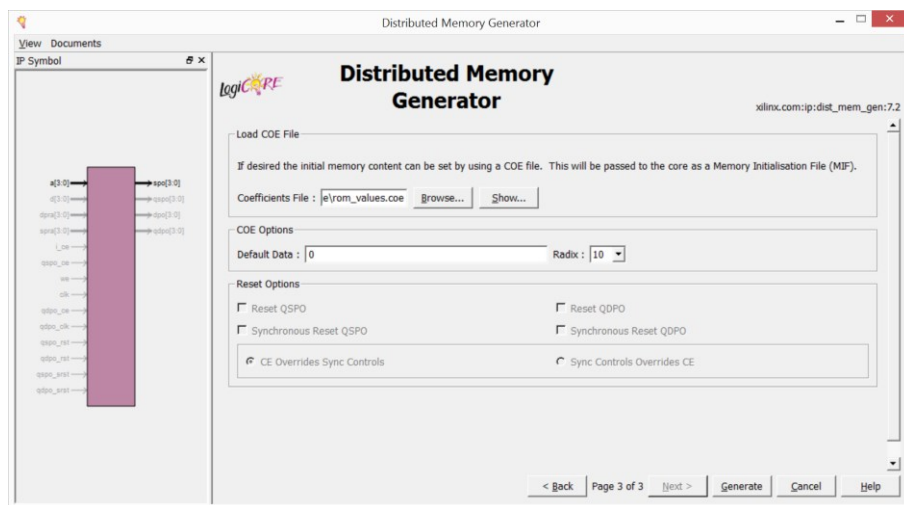 Distributed Memory Generator
View Documents
IP Symbol
LogiCORE
Distributed Memory
Generator
xilinx.com:ip:dist_mem_gen:7.2
Load COE File
If desired the initial memory content can be set by using a COE file. This will be passed to the core as a Memory Initialisation File (MIF).
Coefficients File : e\rom_values.coe Browse... Show...
COE Options
Default Data : 0 Radix : 10
Reset Options
Reset QSPO Reset QDPO
Synchronous Reset QSPO Synchronous Reset QDPO
CE Overrides Sync Controls Sync Controls Overrides CE
a[3:0] spo[3:0]
d[3:0] qspo[3:0]
dpra[3:0] dpo[3:0]
spra[3:0] qdpo[3:0]
i_ce
qspo_ce
we
clk
qdpo_ce
qdpo_clk
qspo_rst
qdpo_rst
qspo_srst
qdpo_srst
< Back Page 3 of 3 Next > Generate Cancel Help